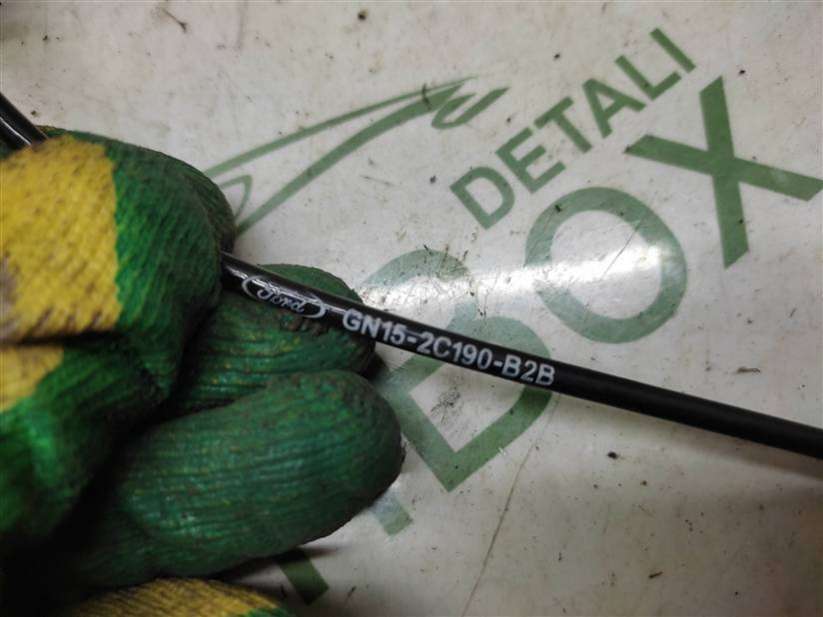 DETALI
BOX
Ford
GN15-2C190-B2B